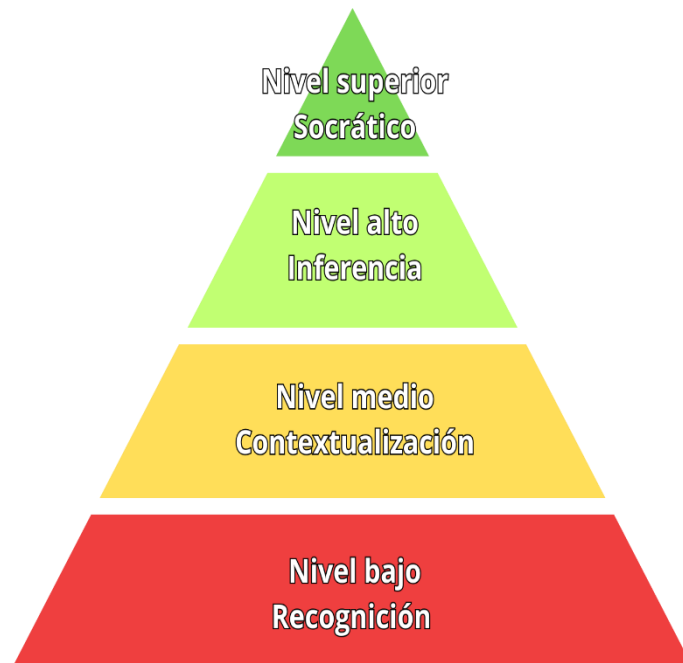 Nivel superior
Socrático
Nivel alto
Inferencia
Nivel medio
Contextualización
Nivel bajo
Recognición